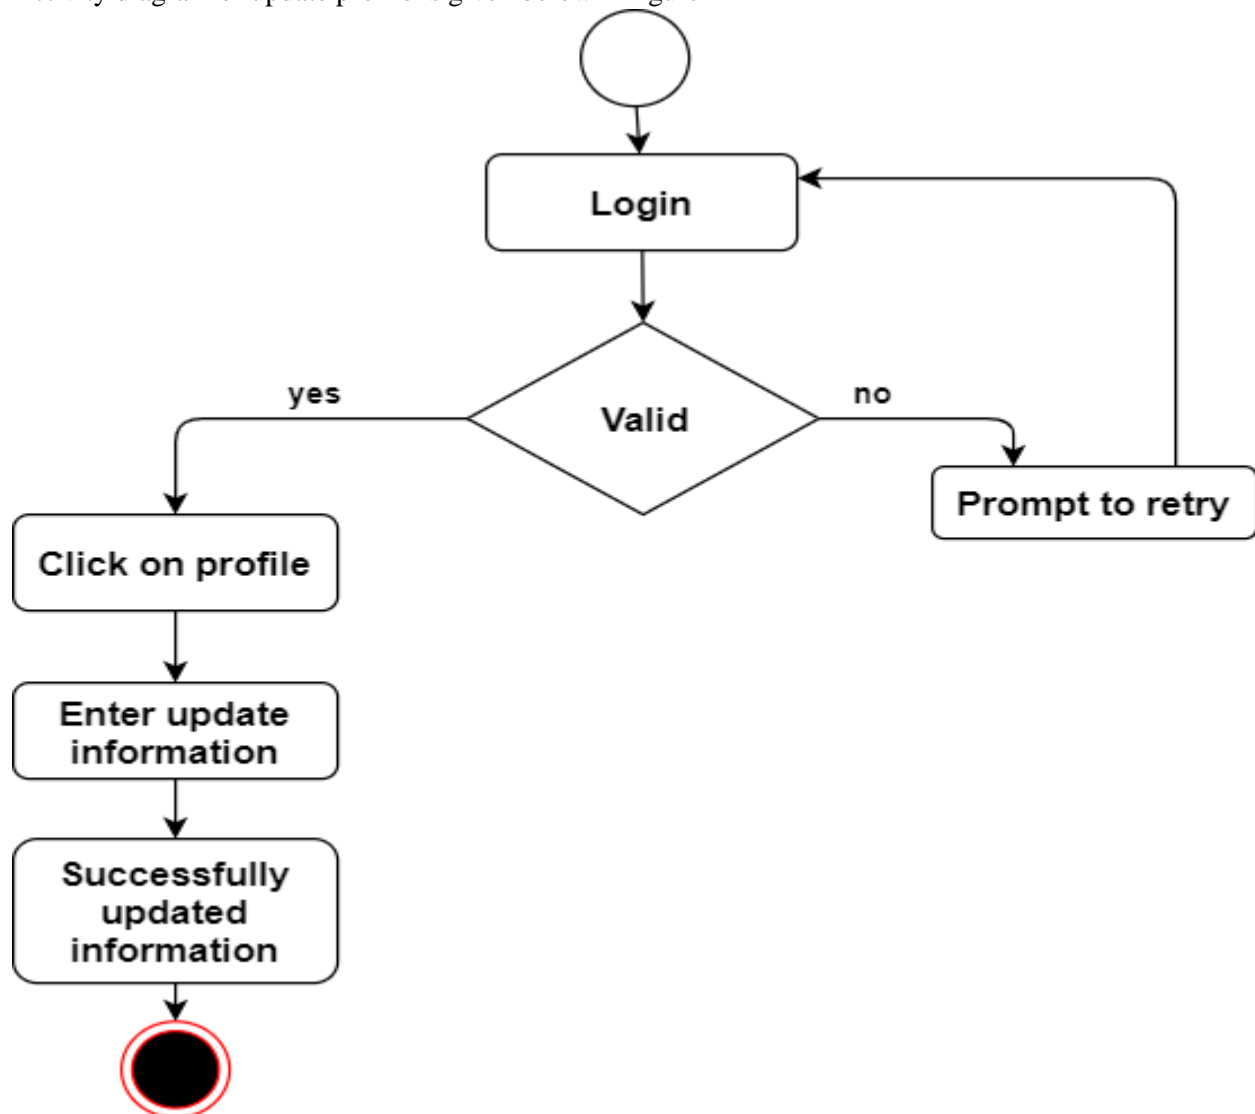 Login
yes
no
Valid
Prompt to retry
Click on profile
Enter update
information
Successfully
updated
information